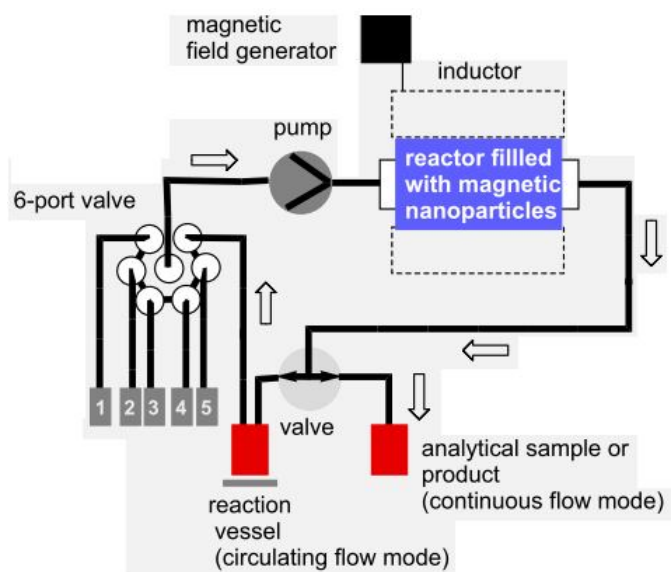 magnetic
field generator
inductor
pump
reactor fillled
with magnetic
nanoparticles
6-port valve
1 2 3 4 5
valve
analytical sample or
product
(continuous flow mode)
reaction
vessel
(circulating flow mode)